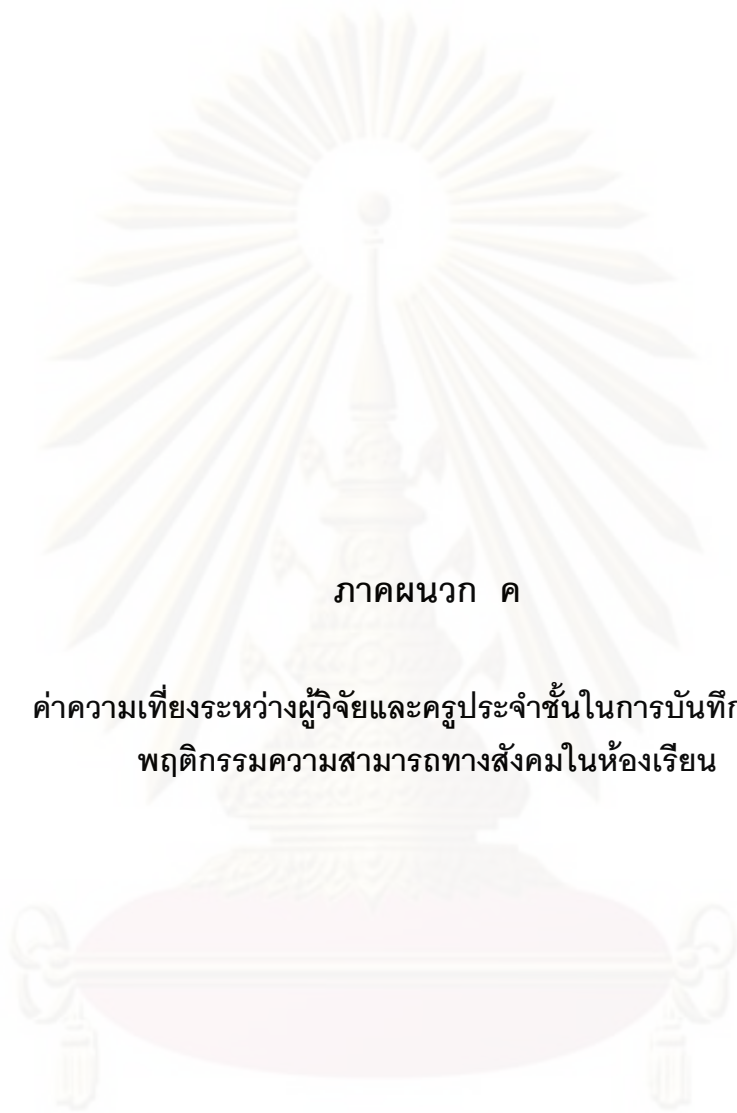 ภาคผนวก ค
ค่าความเที่ยงระหว่างผู้วิจัยและครูประจำชั้นในการบันทึก
พฤติกรรมความสามารถทางสังคมในห้องเรียน